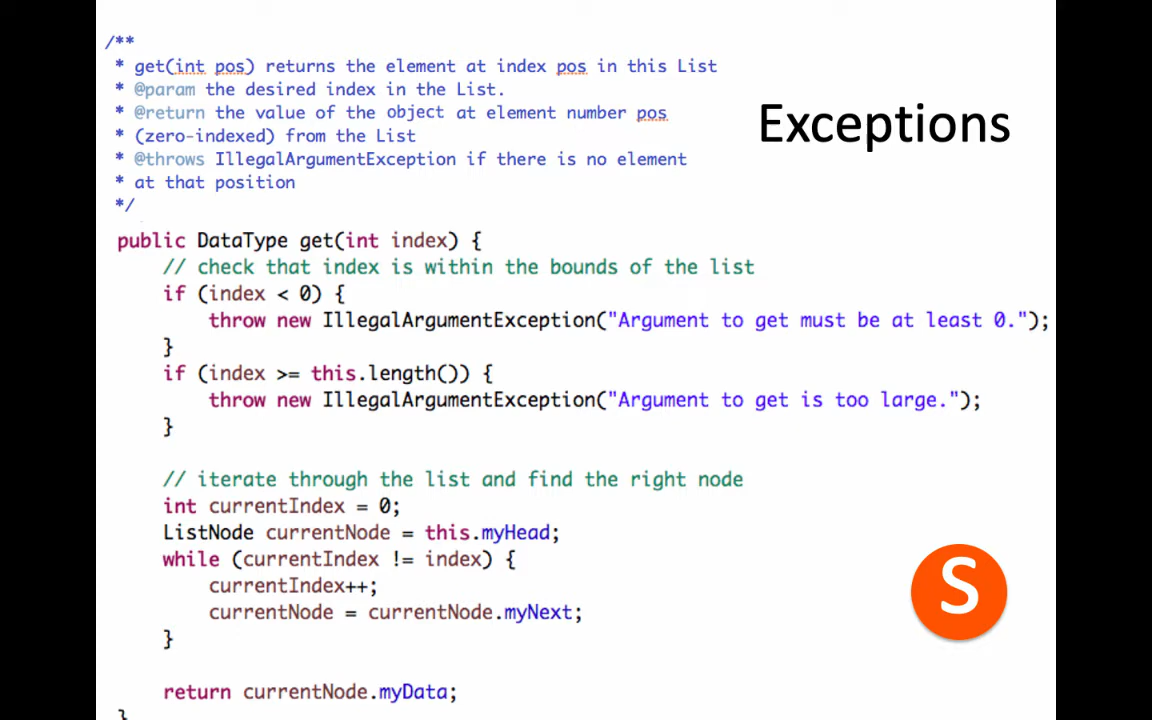 /**
* get(int pos) returns the element at index pos in this List
* @param the desired index in the List.
* @return the value of the object at element number pos
* (zero-indexed) from the List
* @throws IllegalArgumentException if there is no element
* at that position
*/
Exceptions
public DataType get(int index) {
// check that index is within the bounds of the list
if (index < 0) {
throw new IllegalArgumentException("Argument to get must be at least 0.");
}
if (index >= this.length()) {
throw new IllegalArgumentException("Argument to get is too large.");
}
// iterate through the list and find the right node
int currentIndex = 0;
ListNode currentNode = this.myHead;
while (currentIndex != index) {
currentIndex++;
currentNode = currentNode.myNext;
}
return currentNode.myData;
}
S